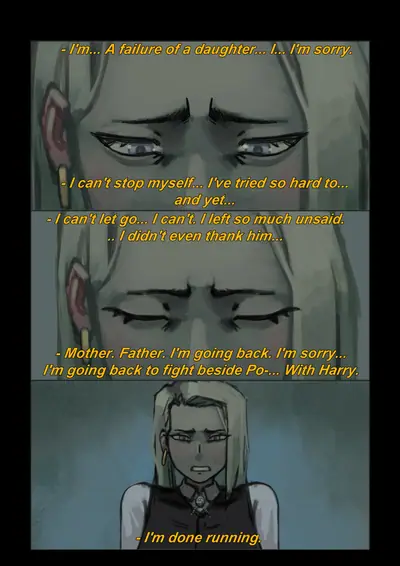 - I'm... A failure of a daughter... I... I'm sorry.
- I can't stop myself... I've tried so hard to...
and yet...
- I can't let go... I can't. I left so much unsaid.
.. I didn't even thank him...
- Mother. Father. I'm going back. I'm sorry...
I'm going back to fight beside Po-... With Harry.
- I'm done running.